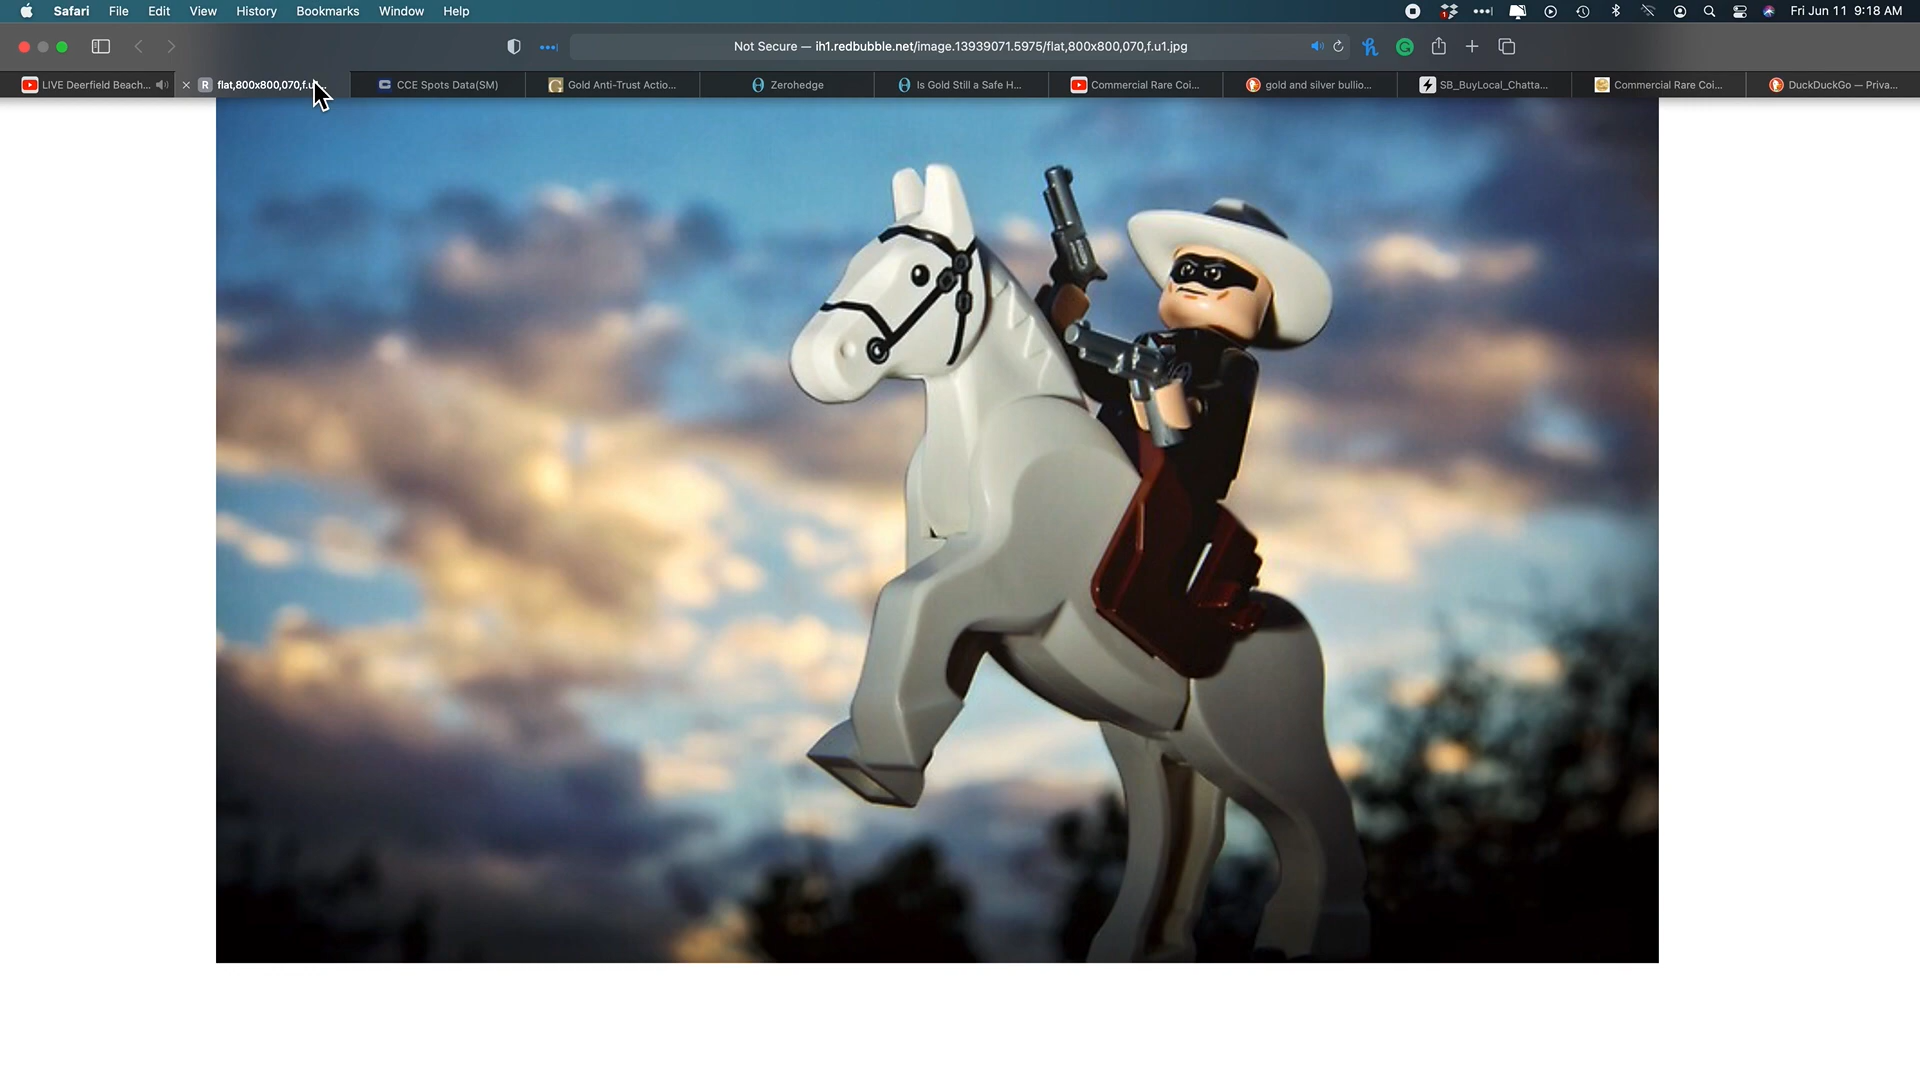 Safari File Edit View History Bookmarks Window Help Fri Jun 11 9:18 AM
Not Secure — ih1.redbubble.net/image.13939071.5975/flat,800x800,070,f.u1.jpg
LIVE Deerfield Beach... flat,800x800,070,f. CCE Spots Data(SM) Gold Anti-Trust Actio... Zerohedge Is Gold Still a Safe H... Commercial Rare Coi... gold and silver bullio... SB_BuyLocal_Chatta... Commercial Rare Coi... DuckDuckGo — Priva...